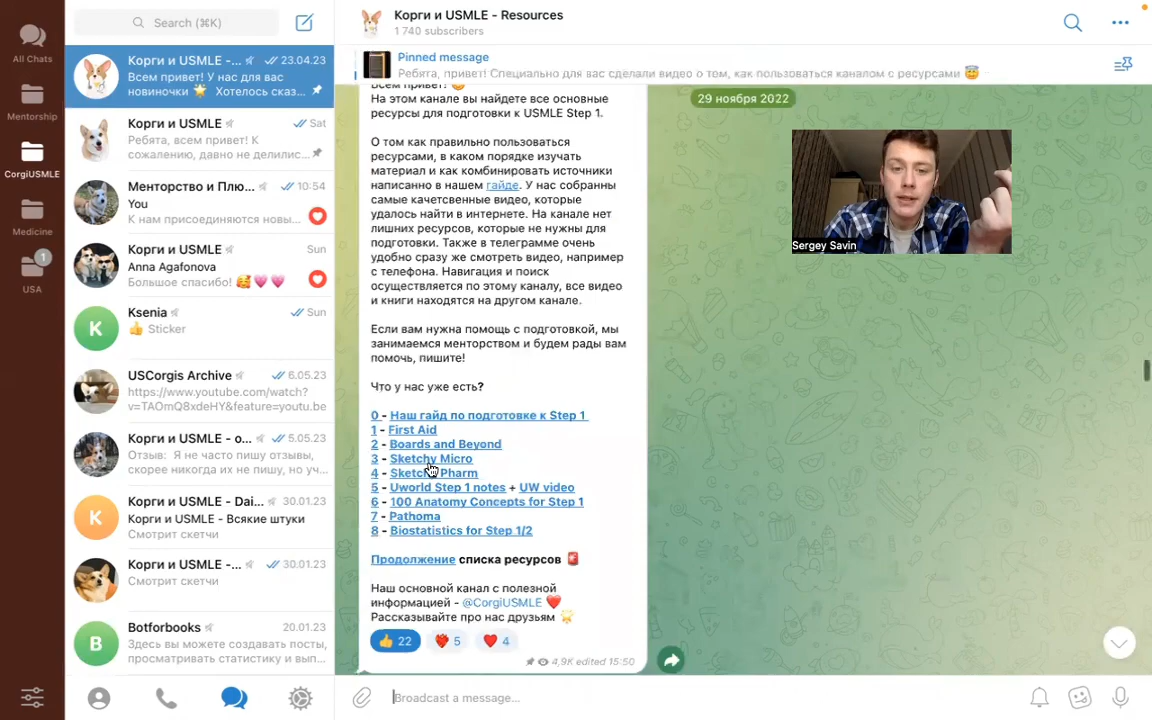 All Chats
Mentorship
CorgiUSMLE
Medicine
1
USA
Search (⌘K)
Корги и USMLE -... 23.04.23
Всем привет! У нас для вас
новиночки 🌟 Хотелось сказ...
Корги и USMLE Sat
Ребята, всем привет! К
сожалению, давно не делилис...
Менторство и Плю... 10:54
You
К нам присоединяются новы...
Корги и USMLE Sun
Anna Agafonova
Большое спасибо! 🥰💗💗
K
Ksenia Sun
👍 Sticker
USCorgis Archive 6.05.23
https://www.youtube.com/watch?
v=TAOmQ8xdeHY&feature=youtu.be
Корги и USMLE - о... 5.05.23
Отзыв: Я не часто пишу отзывы,
скорее никогда их не пишу, но уч...
К
Корги и USMLE - Dai... 30.01.23
Корги и USMLE - Всякие штуки
Смотрит скетчи
Корги и USMLE -... 30.01.23
Смотрит скетчи
B
Botforbooks 20.01.23
Здесь вы можете создавать посты,
просматривать статистику и вып...
Корги и USMLE - Resources
1 740 subscribers
Pinned message
Ребята, привет! Специально для вас сделали видео о том, как пользоваться каналом с ресурсами 😇
29 ноября 2022
Всем привет!
На этом канале вы найдете все основные
ресурсы для подготовки к USMLE Step 1.
О том как правильно пользоваться
ресурсами, в каком порядке изучать
материал и как комбинировать источники
написанно в нашем гайде. У нас собранны
самые качетсвенные видео, которые
удалось найти в интернете. На канале нет
лишних ресурсов, которые не нужны для
подготовки. Также в телеграмме очень
удобно сразу же смотреть видео, например
с телефона. Навигация и поиск
осуществляется по этому каналу, все видео
и книги находятся на другом канале.
Если вам нужна помощь с подготовкой, мы
занимаемся менторством и будем рады вам
помочь, пишите!
Что у нас уже есть?
0 - Наш гайд по подготовке к Step 1
1 - First Aid
2 - Boards and Beyond
3 - Sketchy Micro
4 - Sketchy Pharm
5 - Uworld Step 1 notes + UW video
6 - 100 Anatomy Concepts for Step 1
7 - Pathoma
8 - Biostatistics for Step 1/2
Продолжение списка ресурсов 🚨
Наш основной канал с полезной
информацией - @CorgiUSMLE ❤️
Рассказывайте про нас друзьям 🌟
👍 22 ❤️‍🔥 5 ❤️ 4
4,9K edited 15:50
Sergey Savin
Broadcast a message...